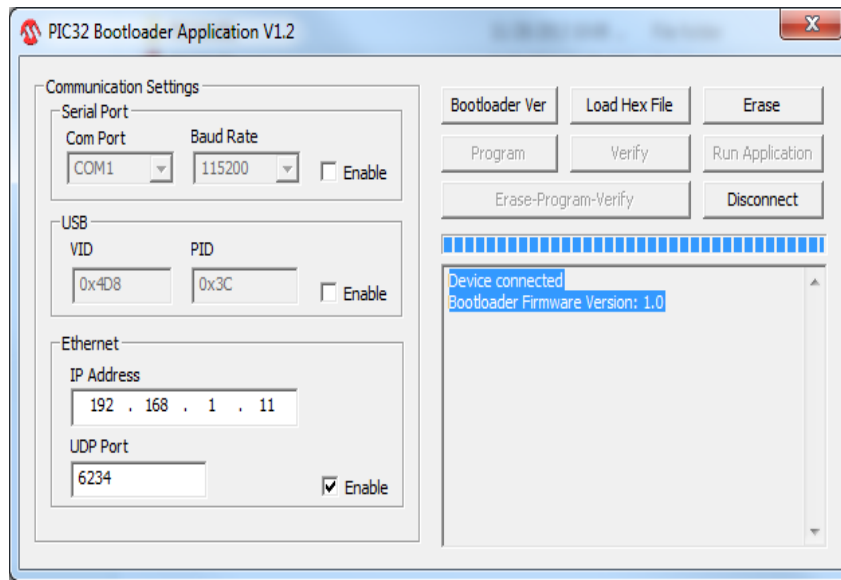 PIC32 Bootloader Application V1.2
Communication Settings
Serial Port
Com Port Baud Rate
COM1 115200 Enable
USB
VID PID
0x4D8 0x3C Enable
Ethernet
IP Address
192 . 168 . 1 . 11
UDP Port
6234 Enable
Bootloader Ver Load Hex File Erase
Program Verify Run Application
Erase-Program-Verify Disconnect
Device connected
Bootloader Firmware Version: 1.0